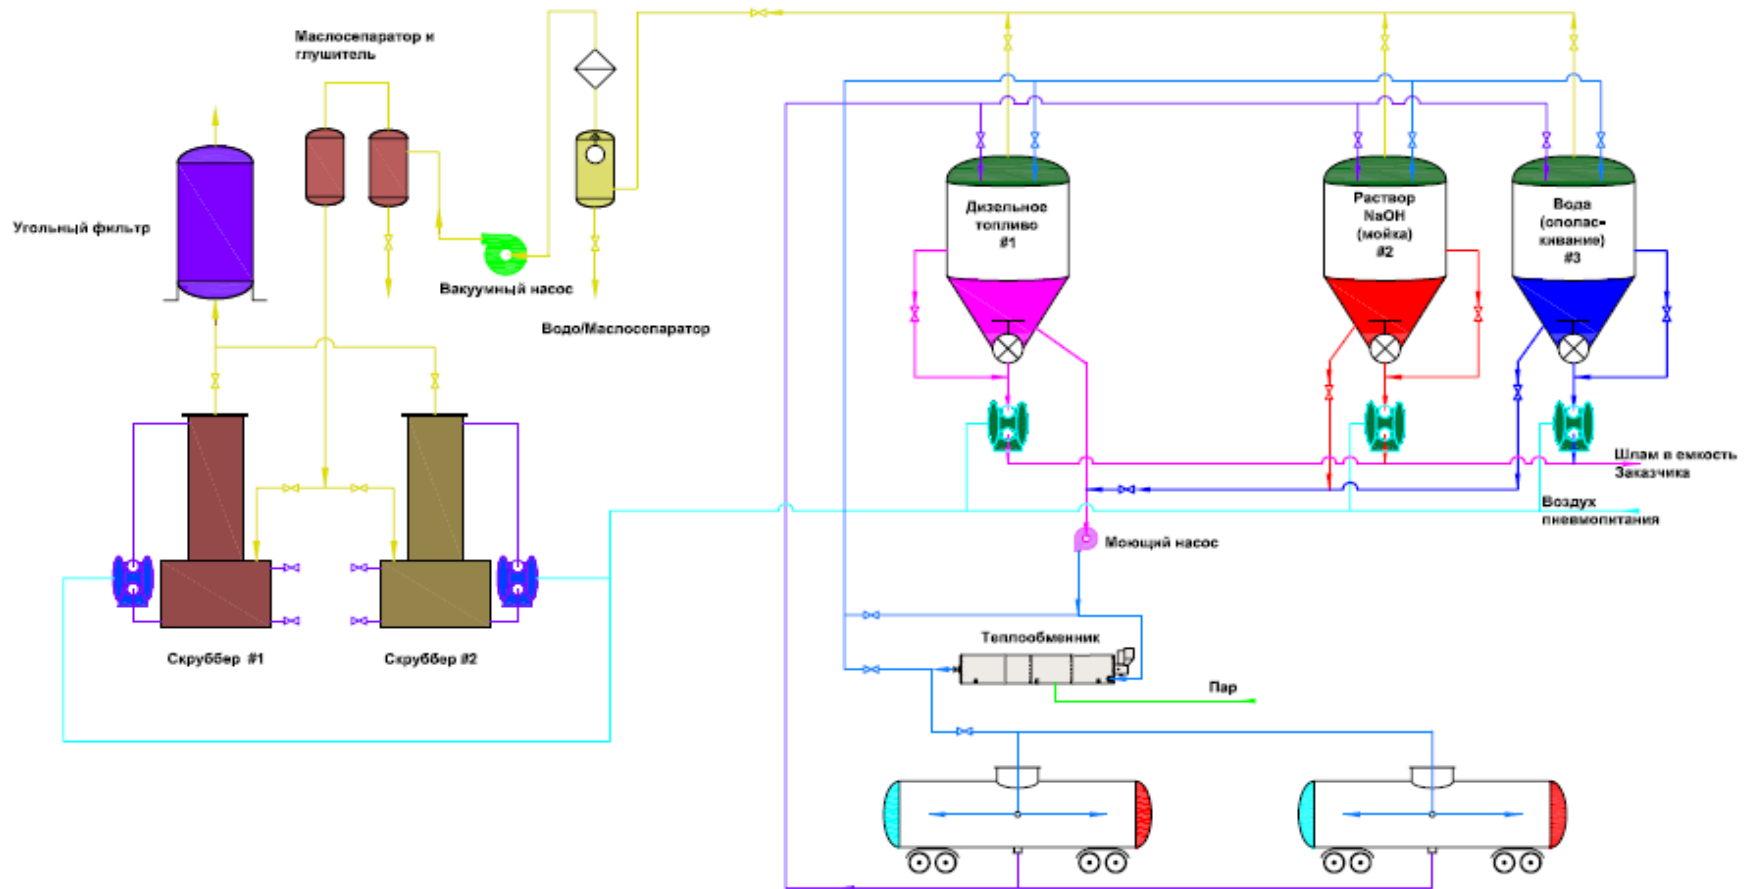 Маслосепаратор и
глушитель
Угольный фильтр
Вакуумный насос
Водо/Маслосепаратор
Дизельное
топливо
#1
Раствор
NaOH
(мойка)
#2
Вода
(ополас-
кивание)
#3
Шлам в емкость
Заказчика
Воздух
пневмопитания
Моющий насос
Теплообменник
Пар
Скруббер #1
Скруббер #2